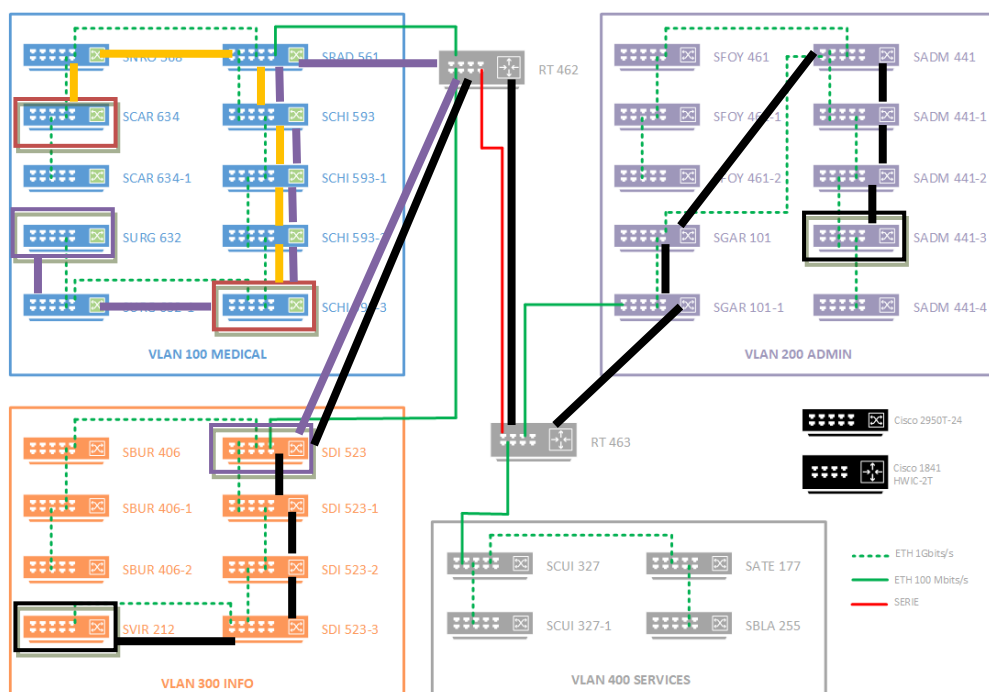 SRAD 561
RT 462
SFOY 461
SADM 441
SCAR 634
SCHI 593
SADM 441-1
SCAR 634-1
SCHI 593-1
SFOY 461-2
SADM 441-2
SURG 632
SGAR 101
SADM 441-3
SGAR 101-1
SADM 441-4
VLAN 100 MEDICAL
VLAN 200 ADMIN
Cisco 2950T-24
SBUR 406
SDI 523
RT 463
Cisco 1841
HWIC-2T
SBUR 406-1
SDI 523-1
SBUR 406-2
SDI 523-2
SCUI 327
SATE 177
ETH 1Gbits/s
ETH 100 Mbits/s
SERIE
SVIR 212
SDI 523-3
SCUI 327-1
SBLA 255
VLAN 300 INFO
VLAN 400 SERVICES